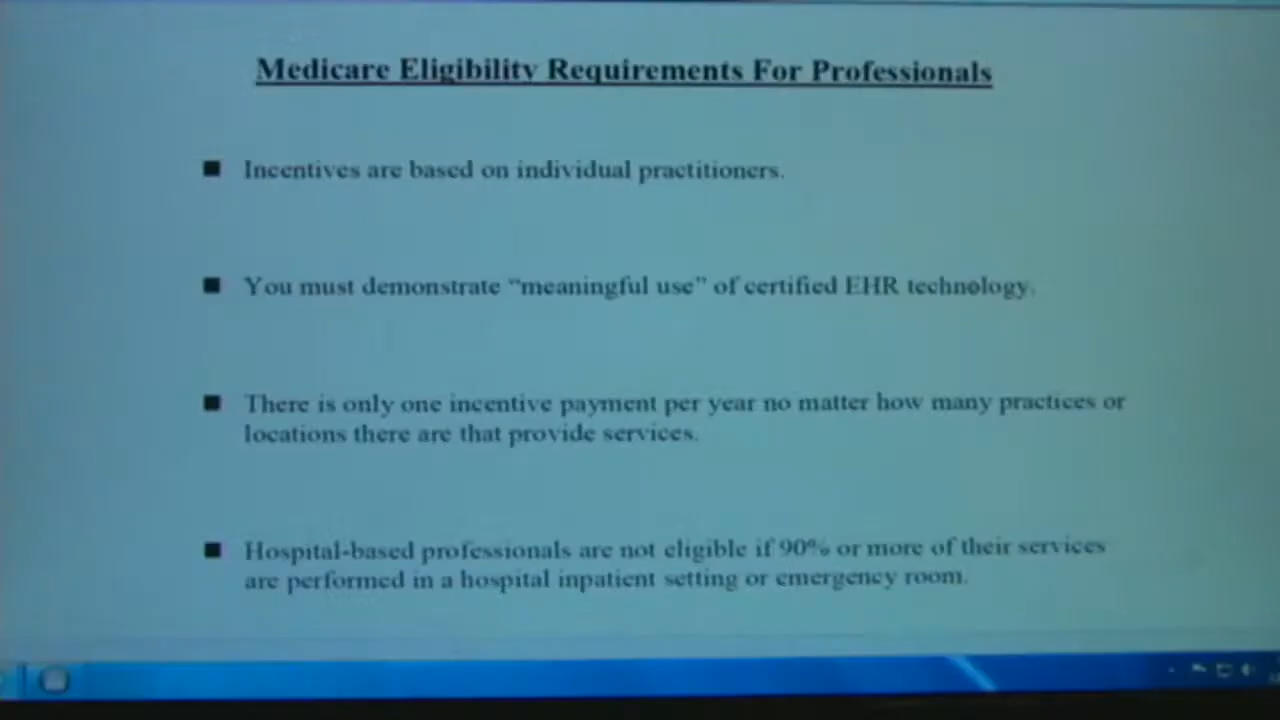 Medicare Eligibility Requirements For Professionals
■ Incentives are based on individual practitioners.
■ You must demonstrate “meaningful use” of certified EHR technology.
■ There is only one incentive payment per year no matter how many practices or
locations there are that provide services.
■ Hospital-based professionals are not eligible if 90% or more of their services
are performed in a hospital inpatient setting or emergency room.